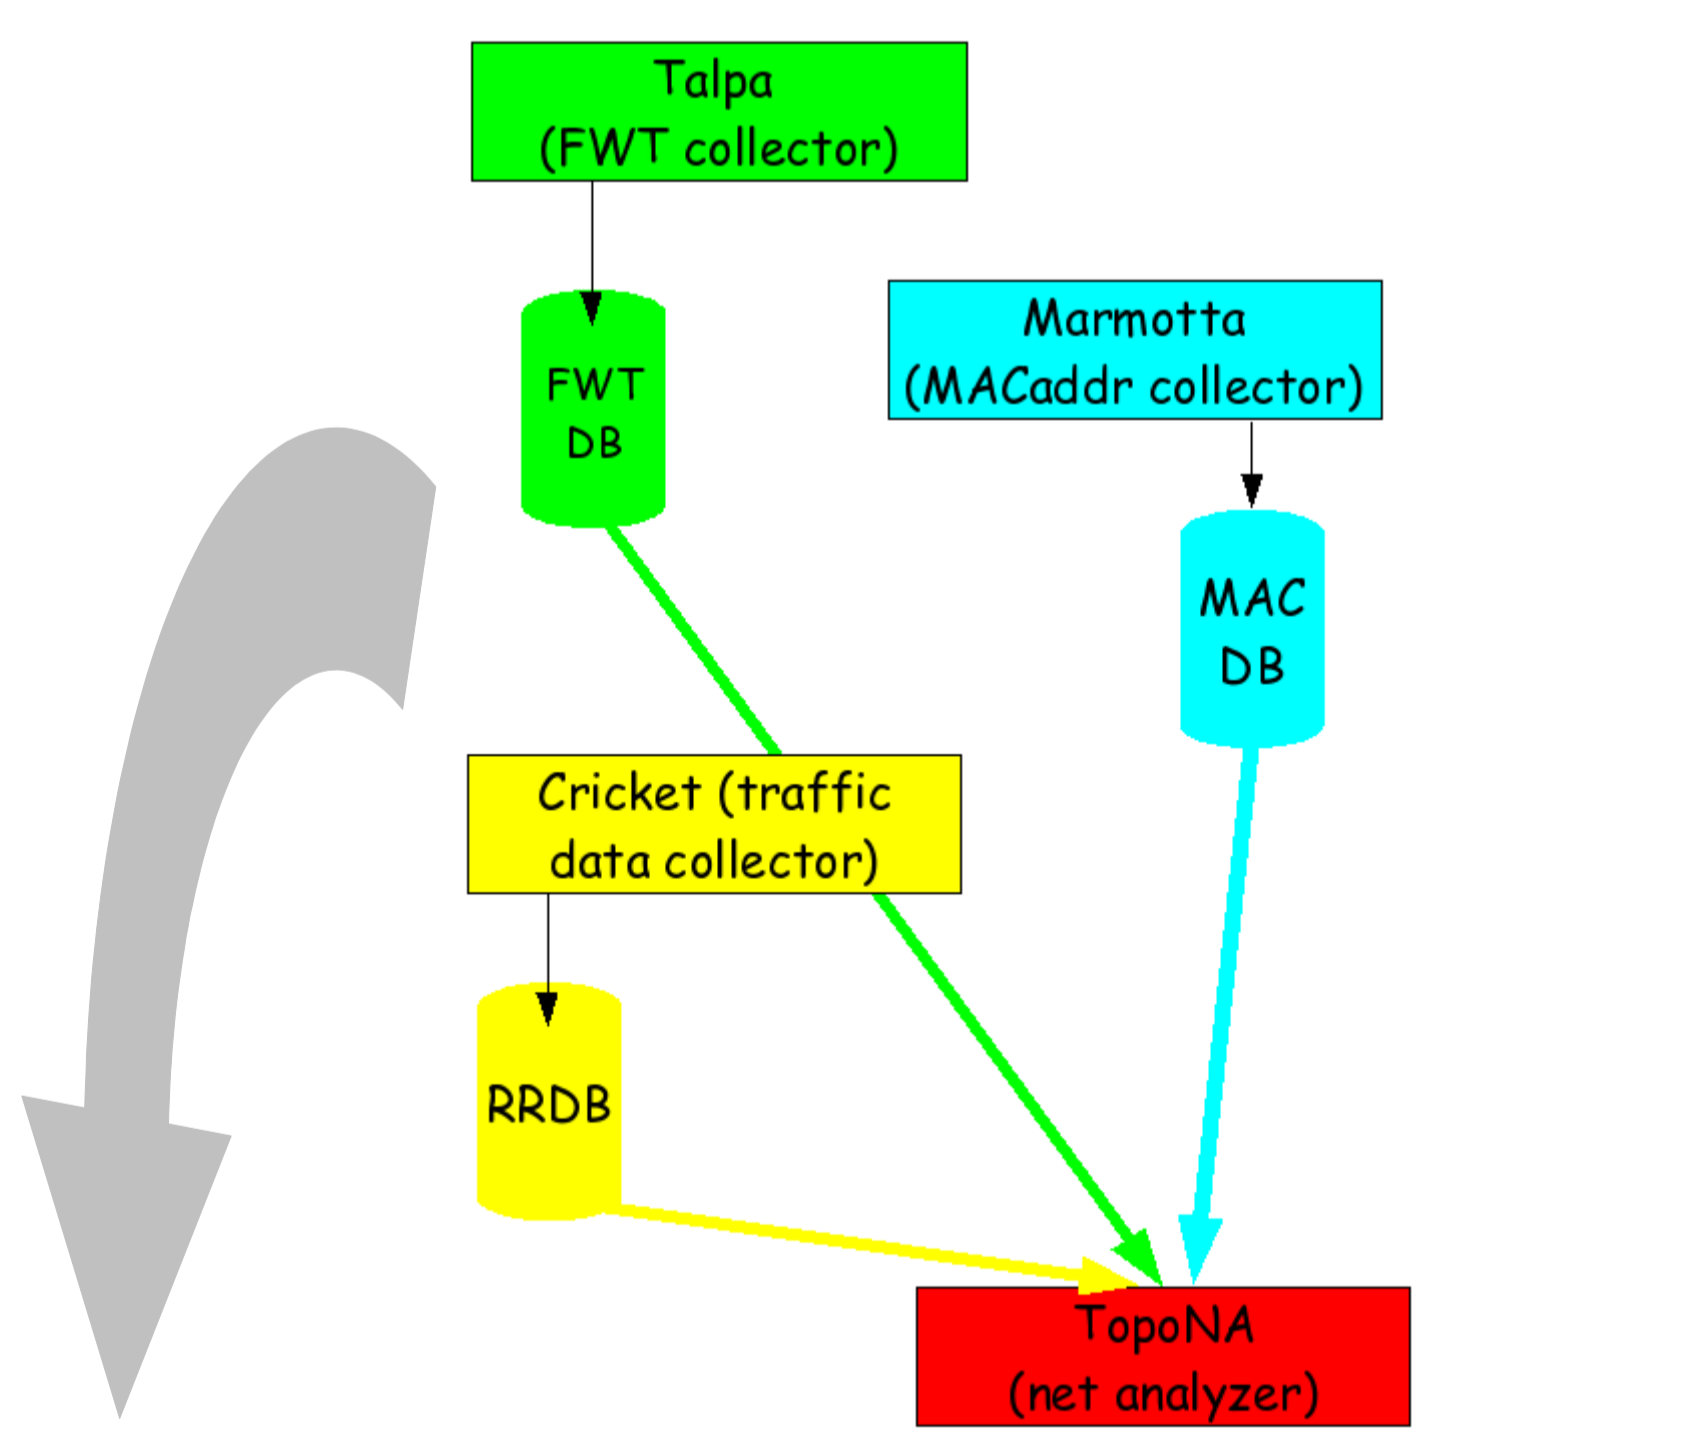 Talpa
(FWT collector)
FWT
DB
Marmotta
(MACaddr collector)
MAC
DB
Cricket (traffic
data collector)
RRDB
TopoNA
(net analyzer)